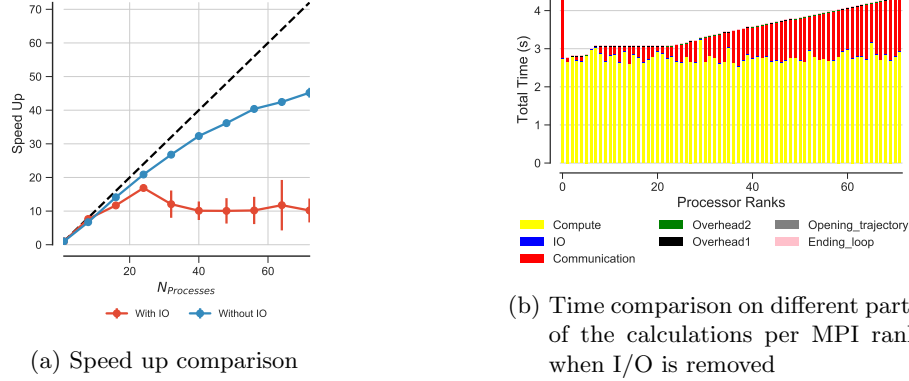 70
60
50
40
30
20
10
0
Speed Up
20 40 60
NProcesses
With IO Without IO
(a) Speed up comparison
4
3
2
1
0
Total Time (s)
0 20 40 60
Processor Ranks
Compute Overhead2 Opening_trajectory
IO Overhead1 Ending_loop
Communication
(b) Time comparison on different part
of the calculations per MPI rank
when I/O is removed